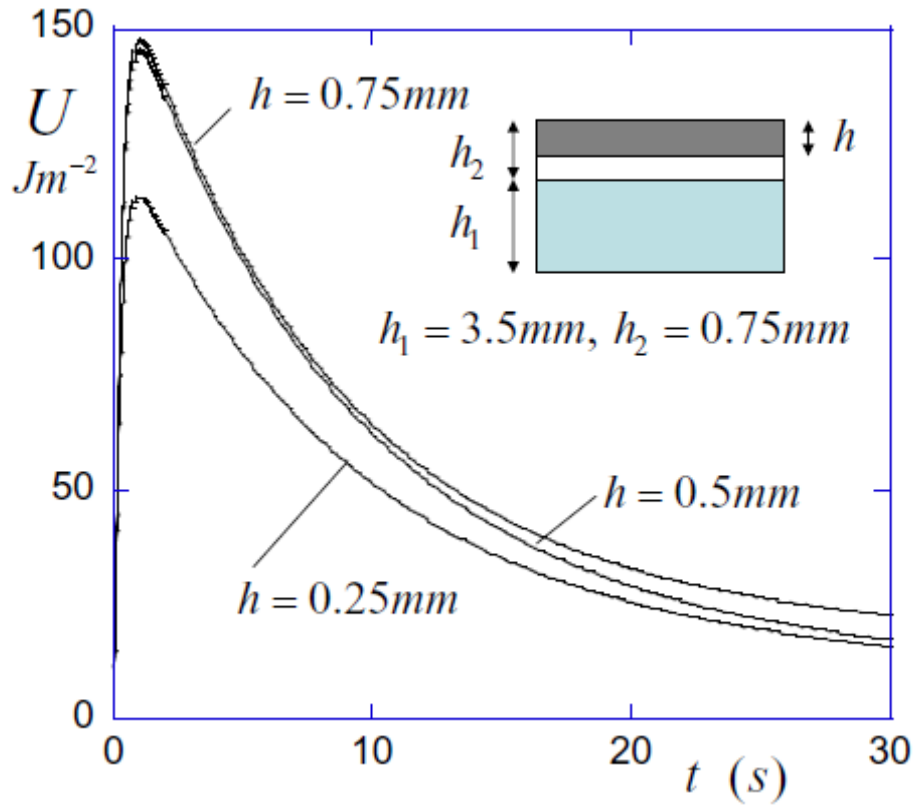 150
U
Jm⁻²
h = 0.75mm
h₂
h
h₁
100
h₁ = 3.5mm, h₂ = 0.75mm
50
h = 0.5mm
h = 0.25mm
0
0 10 20 30
t (s)